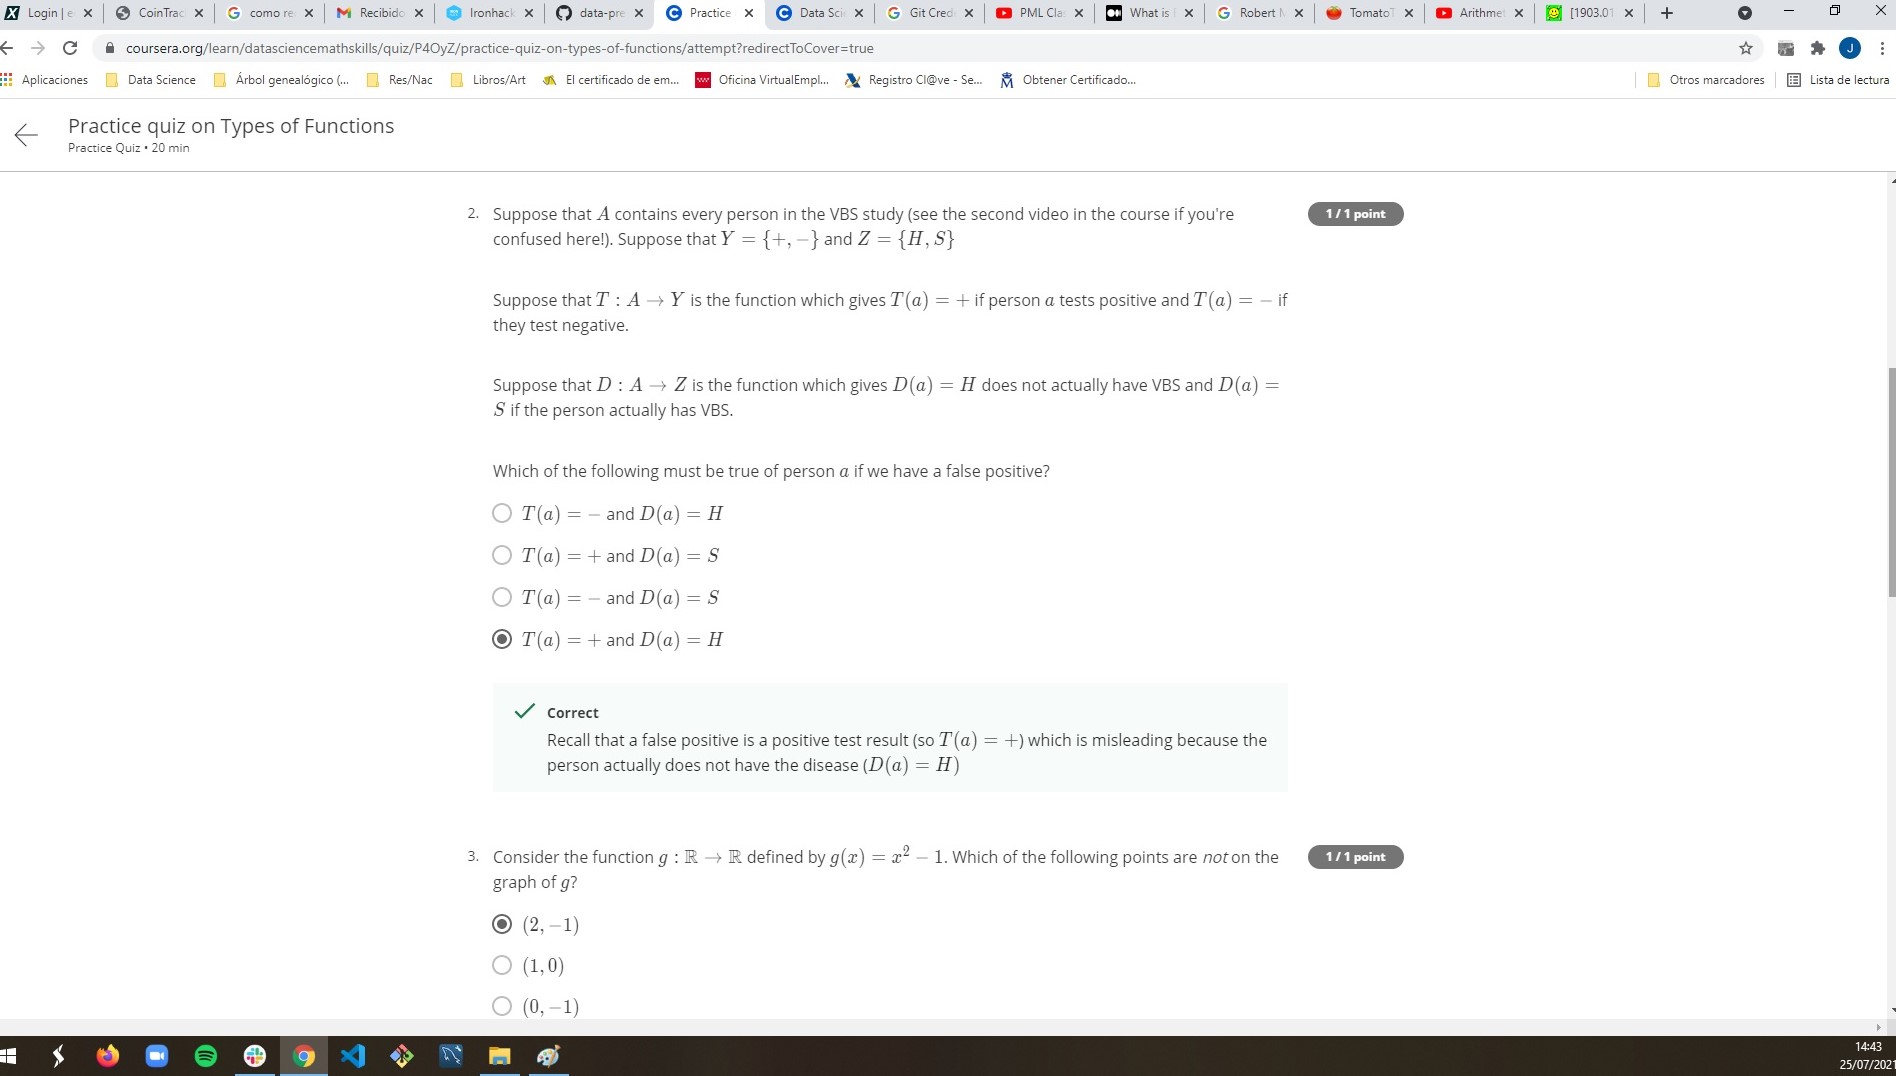 Login | e
CoinTrac
como re
Recibido
Ironhack
data-pre
Practice
Data Scie
Git Cred
PML Cla
What is
Robert M
TomatoT
Arithmet
[1903.01
coursera.org/learn/datasciencemathskills/quiz/P4OyZ/practice-quiz-on-types-of-functions/attempt?redirectToCover=true
J
Aplicaciones
Data Science
Árbol genealógico (...
Res/Nac
Libros/Art
El certificado de em...
Oficina VirtualEmpl...
Registro Cl@ve - Se...
Obtener Certificado...
Otros marcadores
Lista de lectura
Practice quiz on Types of Functions
Practice Quiz • 20 min
2. Suppose that A contains every person in the VBS study (see the second video in the course if you're
1 / 1 point
confused here!). Suppose that Y = {+, −} and Z = {H, S}
Suppose that T : A → Y is the function which gives T(a) = + if person a tests positive and T(a) = − if
they test negative.
Suppose that D : A → Z is the function which gives D(a) = H does not actually have VBS and D(a) =
S if the person actually has VBS.
Which of the following must be true of person a if we have a false positive?
T(a) = − and D(a) = H
T(a) = + and D(a) = S
T(a) = − and D(a) = S
T(a) = + and D(a) = H
Correct
Recall that a false positive is a positive test result (so T(a) = +) which is misleading because the
person actually does not have the disease (D(a) = H)
3. Consider the function g : ℝ → ℝ defined by g(x) = x² − 1. Which of the following points are not on the
1 / 1 point
graph of g?
(2, −1)
(1, 0)
(0, −1)
14:43
25/07/2021